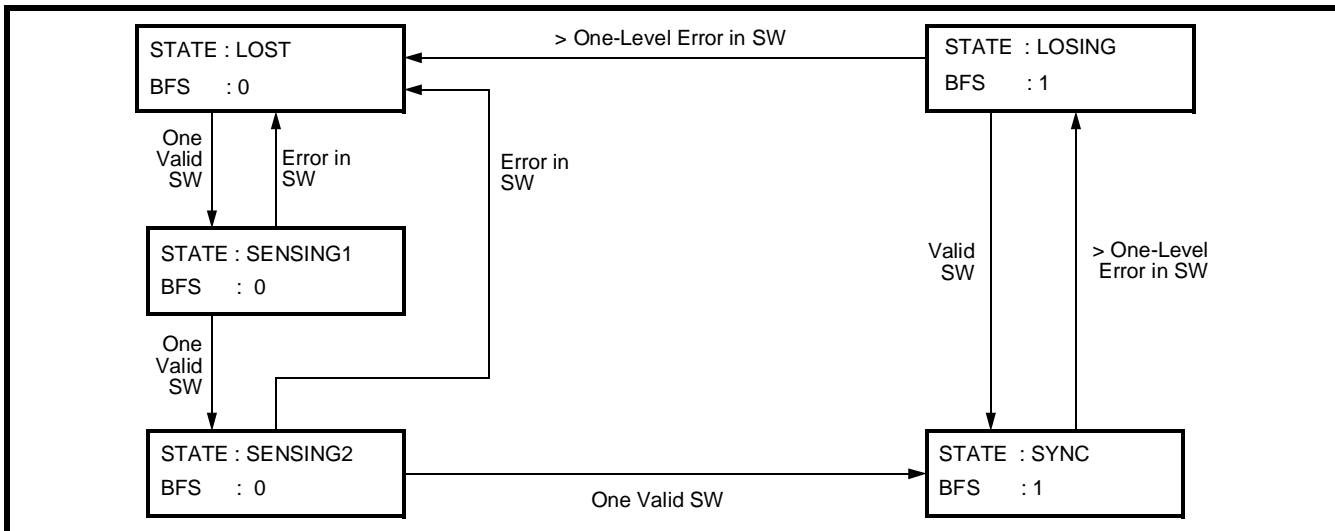 STATE : LOST
BFS : 0
> One-Level Error in SW
STATE : LOSING
BFS : 1
One
Valid
SW
Error in
SW
Error in
SW
STATE : SENSING1
BFS : 0
Valid
SW
> One-Level
Error in SW
One
Valid
SW
STATE : SENSING2
BFS : 0
One Valid SW
STATE : SYNC
BFS : 1